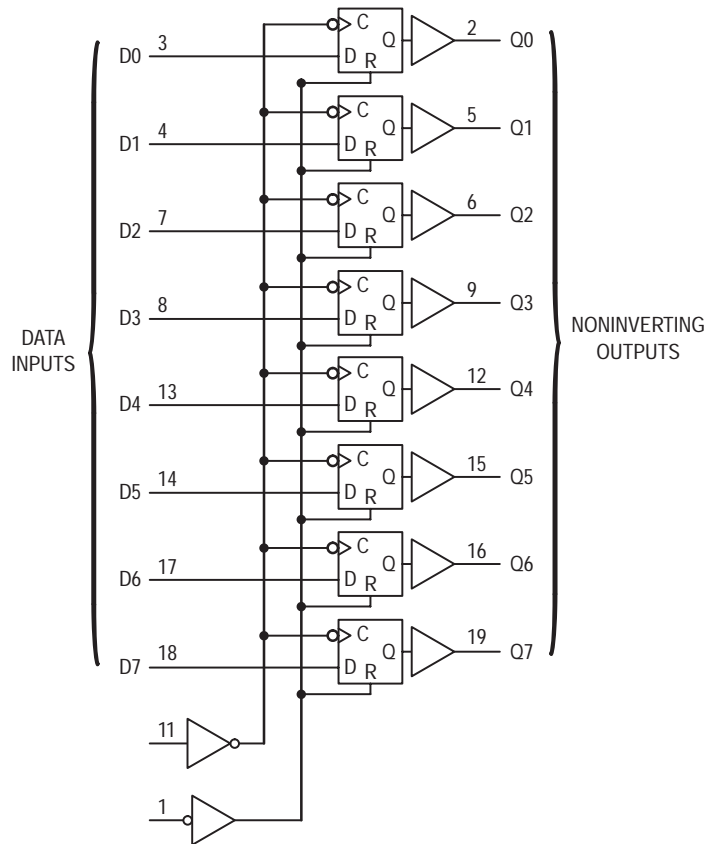 C
Q
2
Q0
D0
3
D
R
C
Q
5
Q1
D1
4
D
R
C
Q
6
Q2
D2
7
D
R
C
Q
9
Q3
D3
8
D
R
DATA
INPUTS
NONINVERTING
OUTPUTS
C
Q
12
Q4
D4
13
D
R
C
Q
15
Q5
D5
14
D
R
C
Q
16
Q6
D6
17
D
R
C
Q
19
Q7
D7
18
D
R
11
1